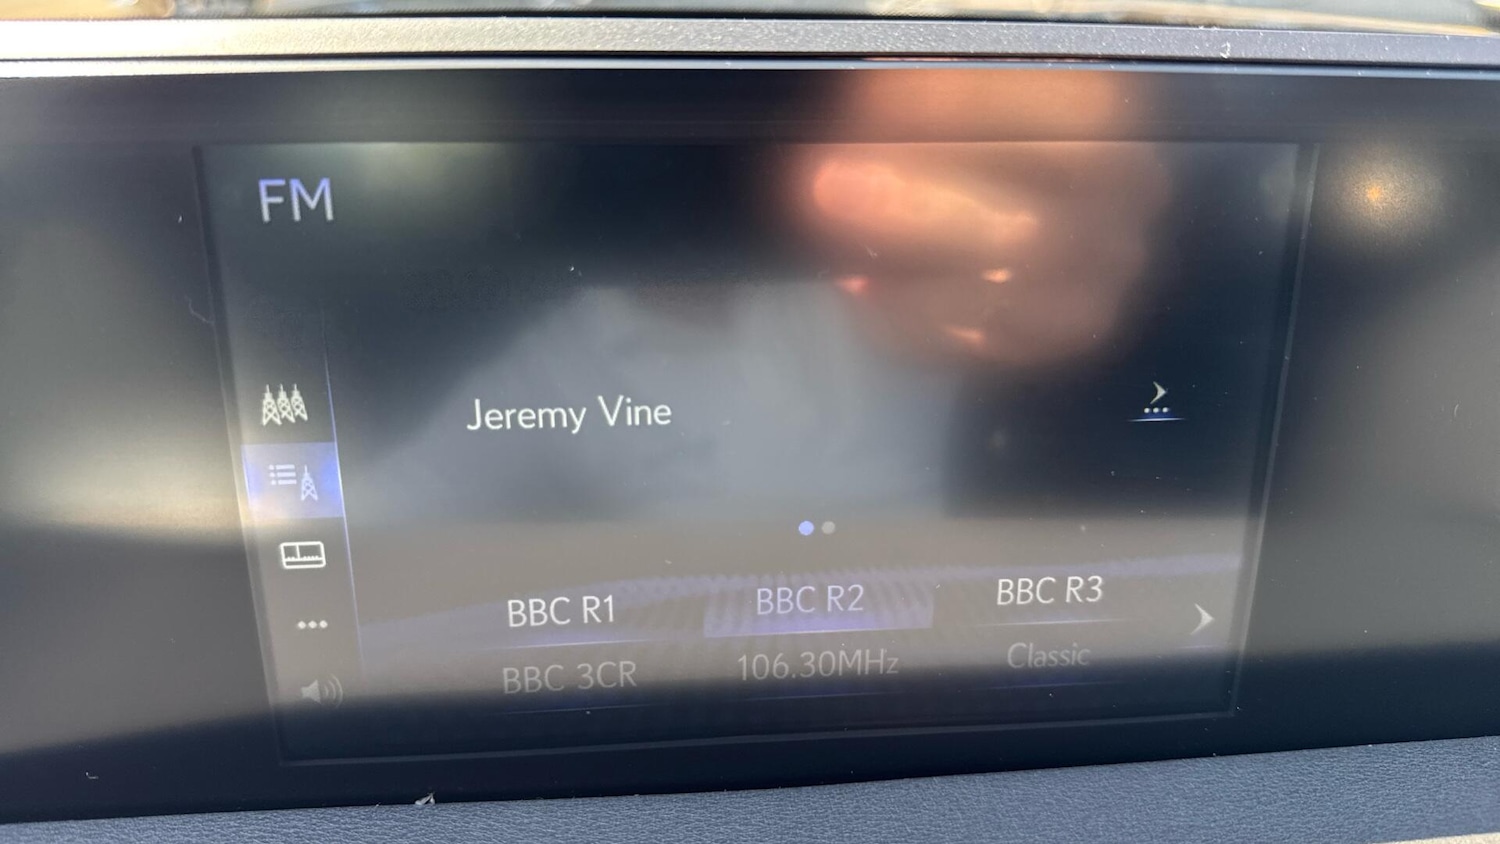 FM
Jeremy Vine
BBC R1 BBC R2 BBC R3
BBC 3CR 106.30MHz Classic